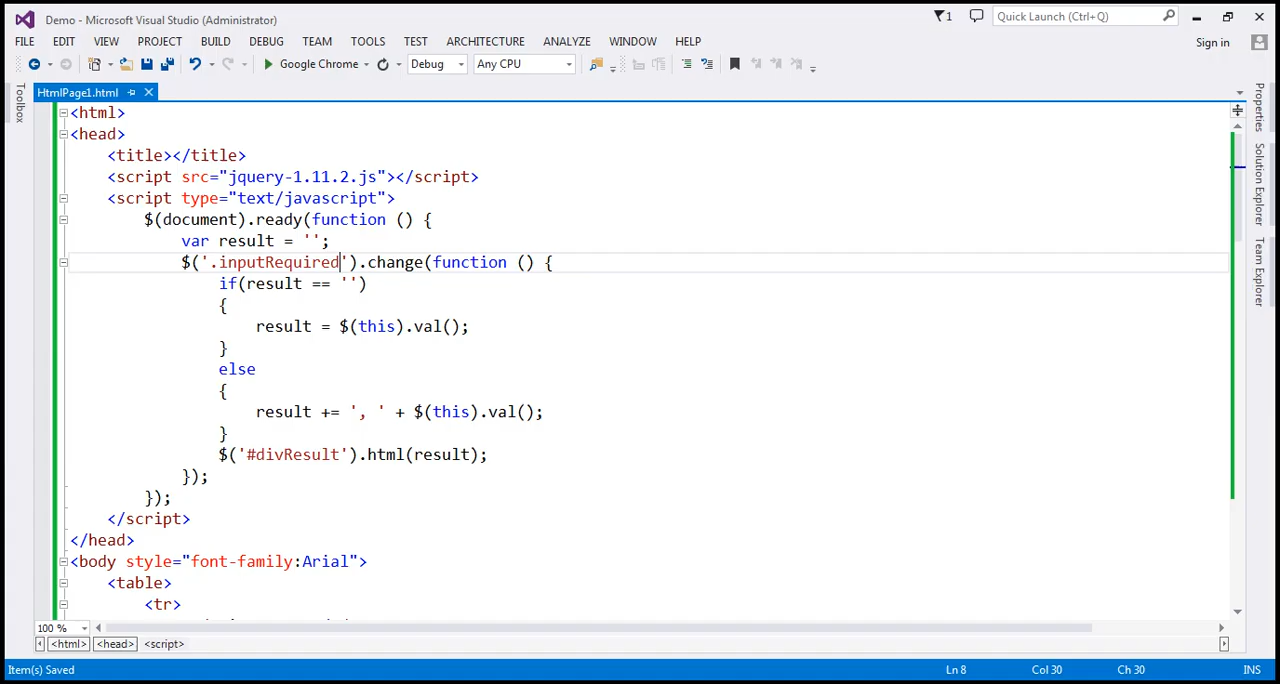 Demo - Microsoft Visual Studio (Administrator)
1
Quick Launch (Ctrl+Q)
FILE EDIT VIEW PROJECT BUILD DEBUG TEAM TOOLS TEST ARCHITECTURE ANALYZE WINDOW HELP
Sign in
Google Chrome Debug Any CPU
Toolbox
HtmlPage1.html
Properties
Solution Explorer
Team Explorer
<html>
<head>
<title></title>
<script src="jquery-1.11.2.js"></script>
<script type="text/javascript">
$(document).ready(function () {
var result = '';
$('.inputRequired').change(function () {
if(result == '')
{
result = $(this).val();
}
else
{
result += ', ' + $(this).val();
}
$('#divResult').html(result);
});
});
</script>
</head>
<body style="font-family:Arial">
<table>
<tr>
100 %
<html> <head> <script>
Item(s) Saved Ln 8 Col 30 Ch 30 INS